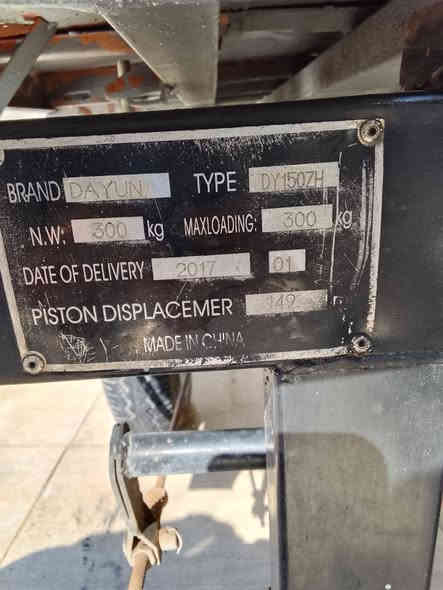 BRAND DAYUN TYPE DY150ZH
N.W: 300 kg MAXLOADING: 300 kg
DATE OF DELIVERY 2017 01
PISTON DISPLACEMER 149
MADE IN CHINA